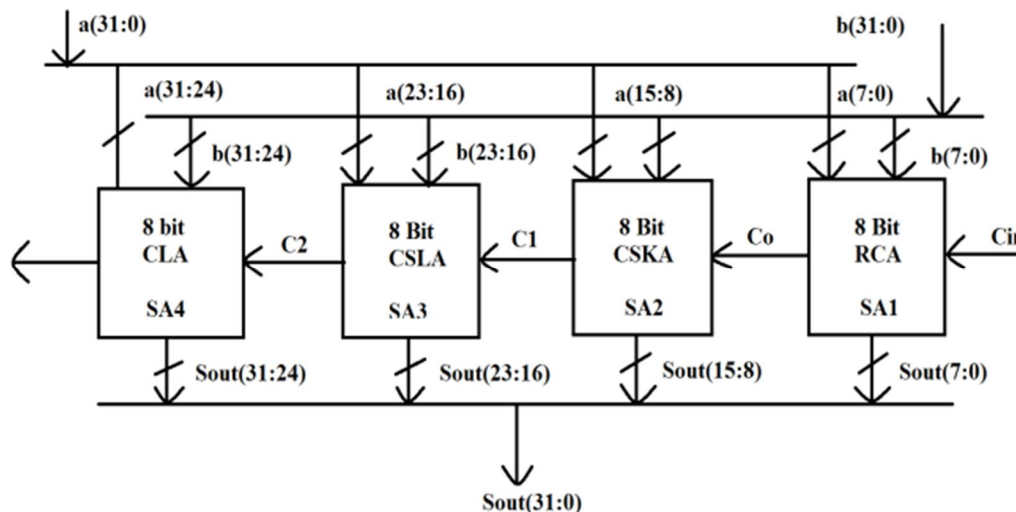 a(31:0)
b(31:0)
a(31:24)
a(23:16)
a(15:8)
a(7:0)
b(31:24)
b(23:16)
b(7:0)
8 bit
CLA
SA4
C2
8 Bit
CSLA
SA3
C1
8 Bit
CSKA
SA2
Co
8 Bit
RCA
SA1
Sout(31:24)
Sout(23:16)
Sout(15:8)
Sout(7:0)
Sout(31:0)